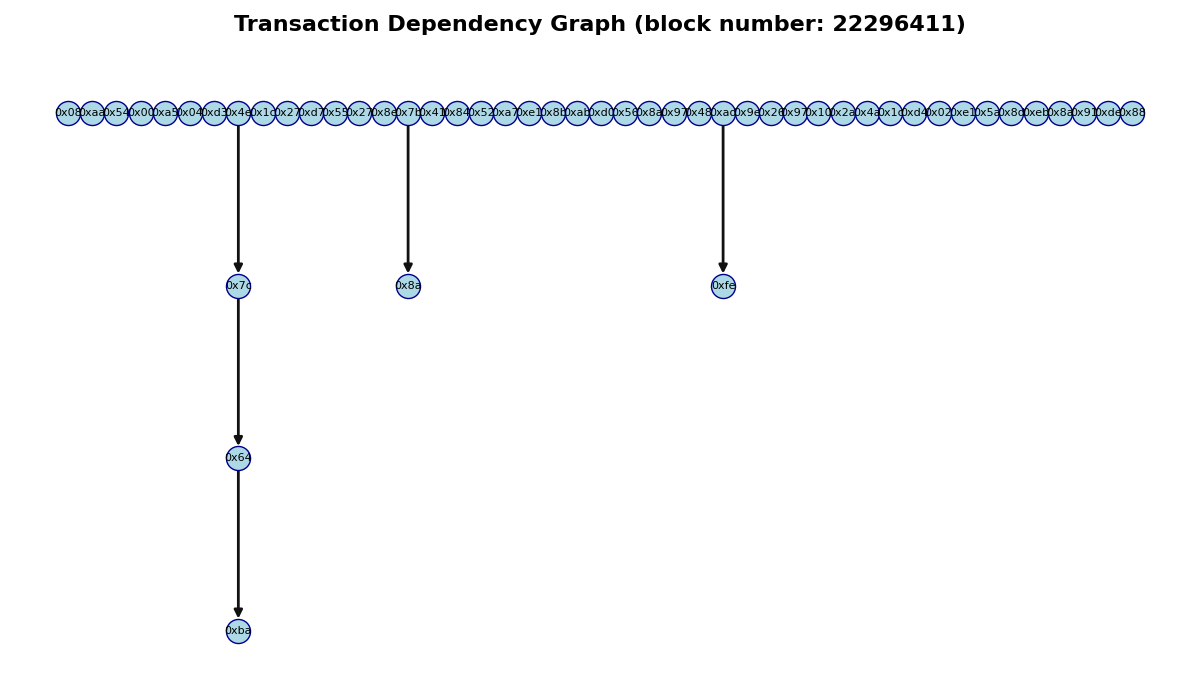 Transaction Dependency Graph (block number: 22296411)
0x08 0xaa 0x54 0x00 0xa5 0x04 0xd3 0x4e 0x1c 0x27 0xd7 0x55 0x27 0x8e 0x7b 0x41 0x84 0x52 0xa7 0xe1 0x8b 0xab 0xd0 0x56 0x8a 0x97 0x48 0xac 0x9e 0x26 0x97 0x10 0x2a 0x4a 0x1c 0xd4 0x02 0xe1 0x5a 0x8d 0xeb 0x8a 0x91 0xde 0x88
0x7c 0x8a 0xfe
0x64
0xba